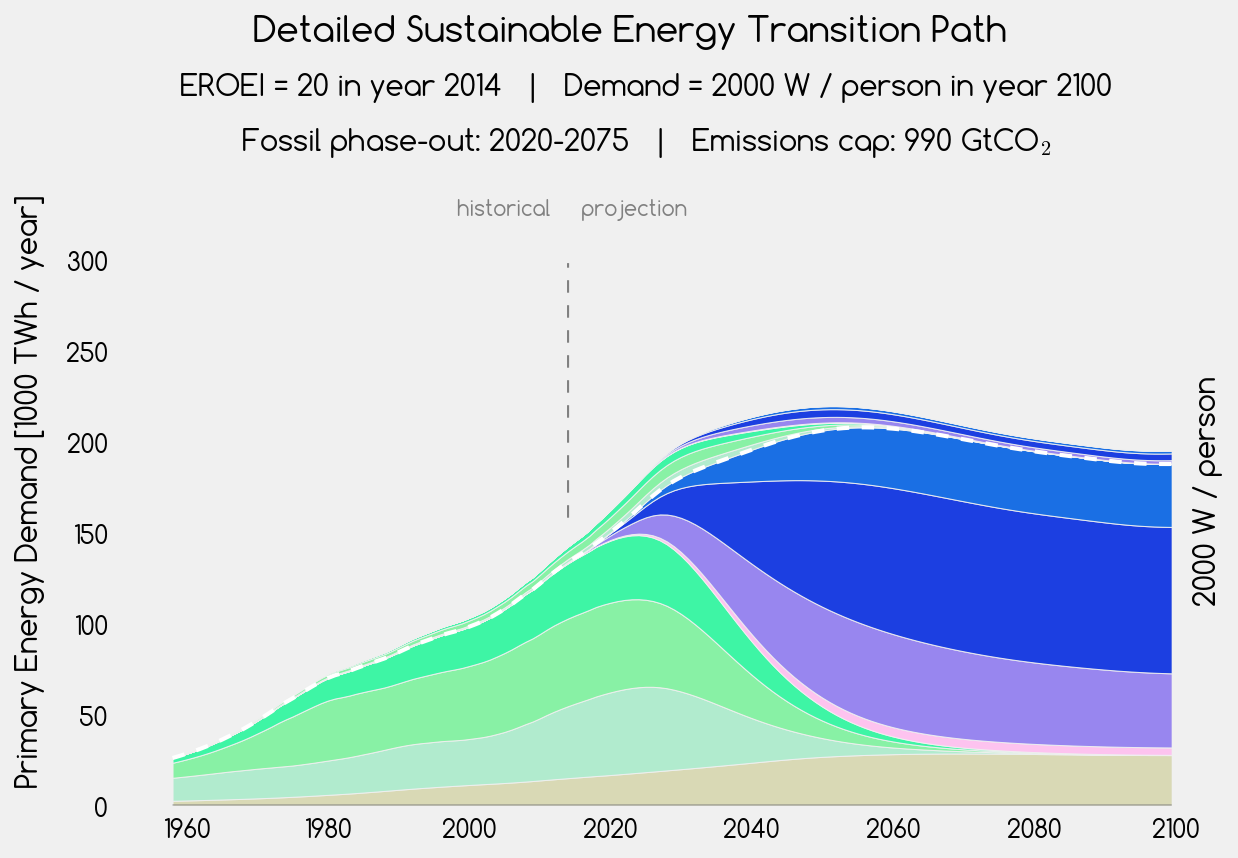 Detailed Sustainable Energy Transition Path
EROEI = 20 in year 2014 | Demand = 2000 W / person in year 2100
Fossil phase-out: 2020-2075 | Emissions cap: 990 GtCO₂
historical projection
Primary Energy Demand [1000 TWh / year]
300
250
200
150
100
50
0
1960 1980 2000 2020 2040 2060 2080 2100
2000 W / person